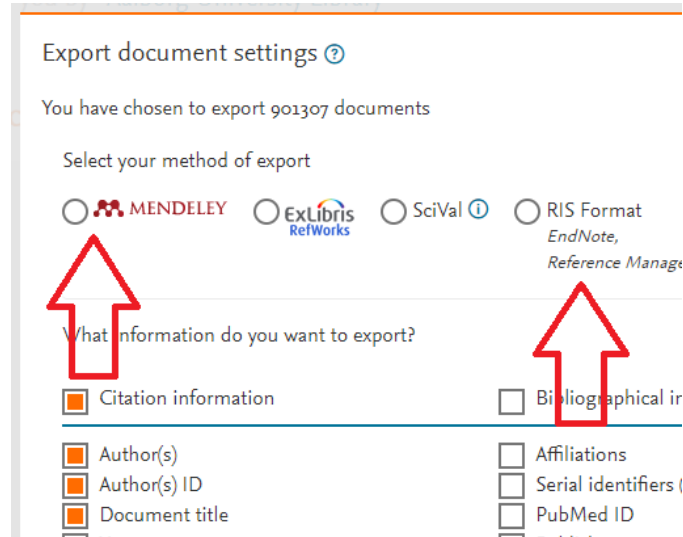 Export document settings ?
You have chosen to export 901307 documents
Select your method of export
MENDELEY ExLibris RefWorks SciVal i RIS Format
EndNote,
Reference Manage
What information do you want to export?
Citation information Bibliographical in
Author(s) Affiliations
Author(s) ID Serial identifiers (
Document title PubMed ID